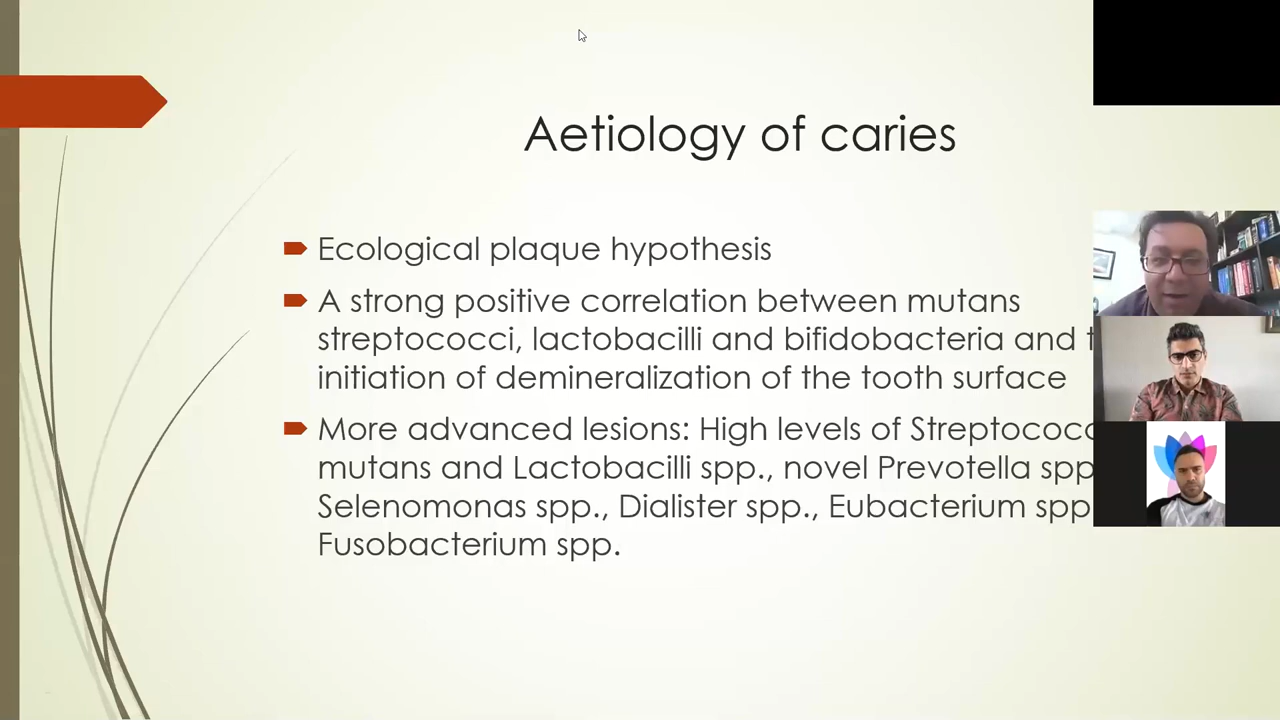 Aetiology of caries
Ecological plaque hypothesis
A strong positive correlation between mutans
streptococci, lactobacilli and bifidobacteria and
initiation of demineralization of the tooth surface
More advanced lesions: High levels of
mutans and Lactobacilli spp., novel Prevotella spp
Selenomonas spp., Dialister spp., Eubacterium spp
Fusobacterium spp.